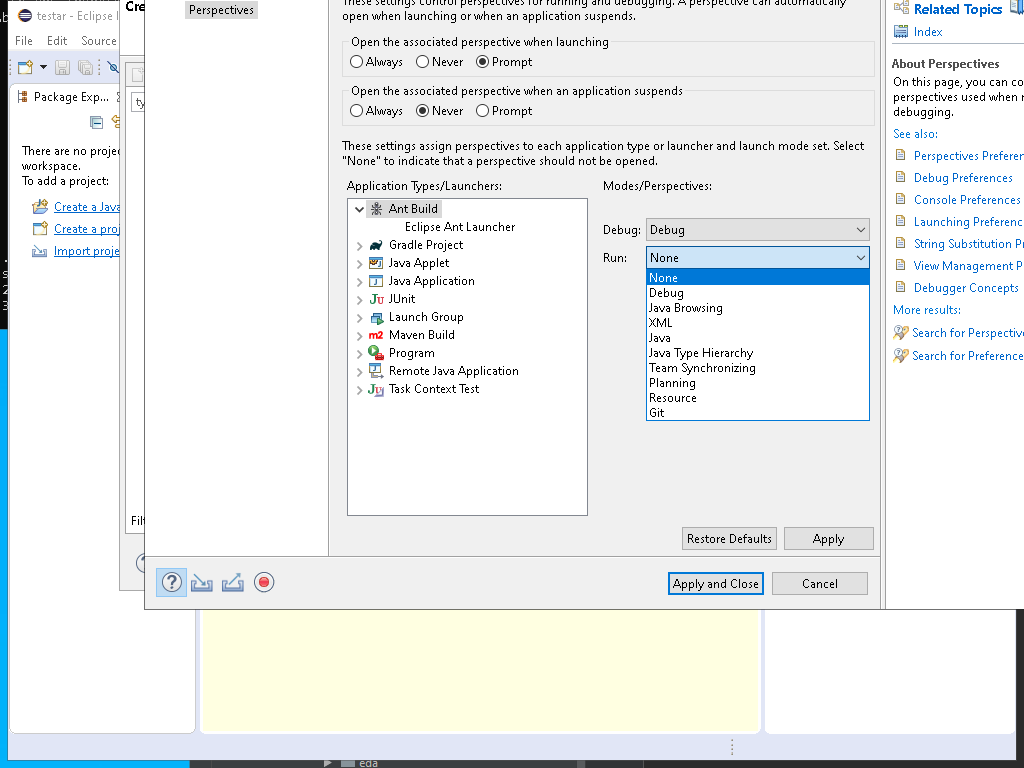 testar - Eclipse I
File Edit Source
Package Exp...
There are no proje
workspace.
To add a project:
Create a Java
Create a proj
Import proje
Cre
ty
Filt
Perspectives
These settings control perspectives for running and debugging. A perspective can automatically
open when launching or when an application suspends.
Open the associated perspective when launching
Always Never Prompt
Open the associated perspective when an application suspends
Always Never Prompt
These settings assign perspectives to each application type or launcher and launch mode set. Select
"None" to indicate that a perspective should not be opened.
Application Types/Launchers:
Ant Build
Eclipse Ant Launcher
Gradle Project
Java Applet
Java Application
JUnit
Launch Group
Maven Build
Program
Remote Java Application
Task Context Test
Modes/Perspectives:
Debug: Debug
Run: None
None
Debug
Java Browsing
XML
Java
Java Type Hierarchy
Team Synchronizing
Planning
Resource
Git
Restore Defaults Apply
Apply and Close Cancel
Related Topics
Index
About Perspectives
On this page, you can co
perspectives used when r
debugging.
See also:
Perspectives Preferen
Debug Preferences
Console Preferences
Launching Preferenc
String Substitution Pr
View Management P
Debugger Concepts
More results:
Search for Perspective
Search for Preference
eda